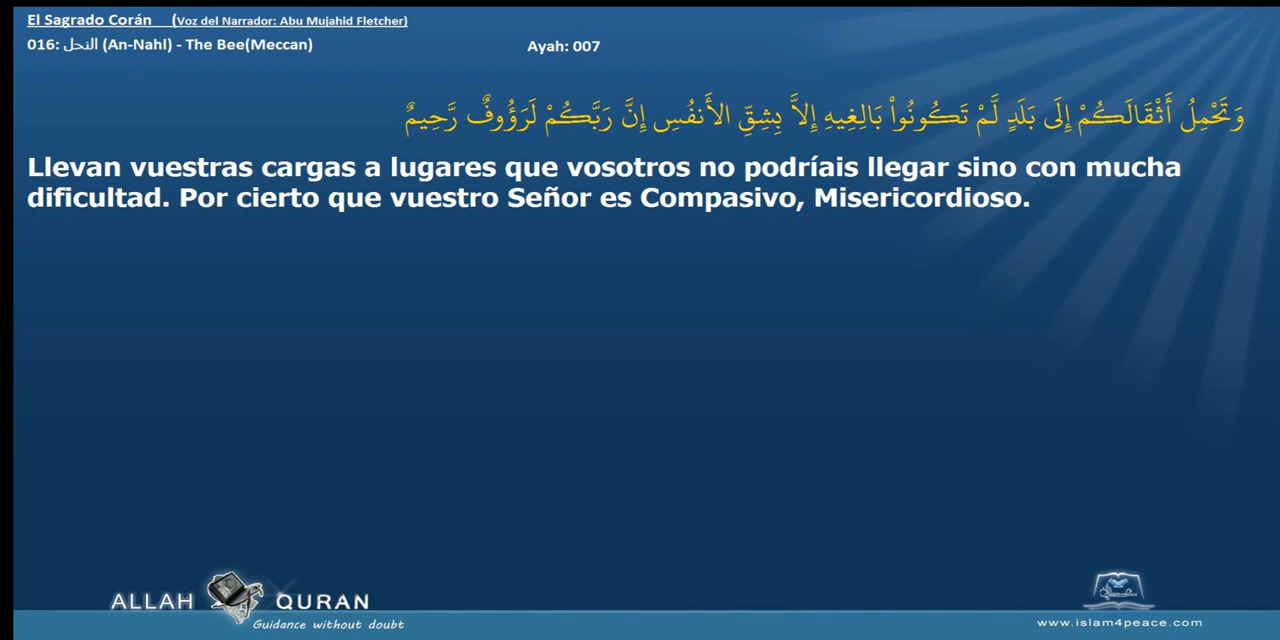 El Sagrado Corán (Voz del Narrador: Abu Mujahid Fletcher)
016: النحل (An-Nahl) - The Bee(Meccan) Ayah: 007
وَتَحْمِلُ أَثْقَالَكُمْ إِلَى بَلَدٍ لَّمْ تَكُونُواْ بَالِغِيهِ إِلاَّ بِشِقِّ الأَنفُسِ إِنَّ رَبَّكُمْ لَرَؤُوفٌ رَّحِيمٌ
Llevan vuestras cargas a lugares que vosotros no podríais llegar sino con mucha
dificultad. Por cierto que vuestro Señor es Compasivo, Misericordioso.
ALLAH QURAN
Guidance without doubt
www.islam4peace.com